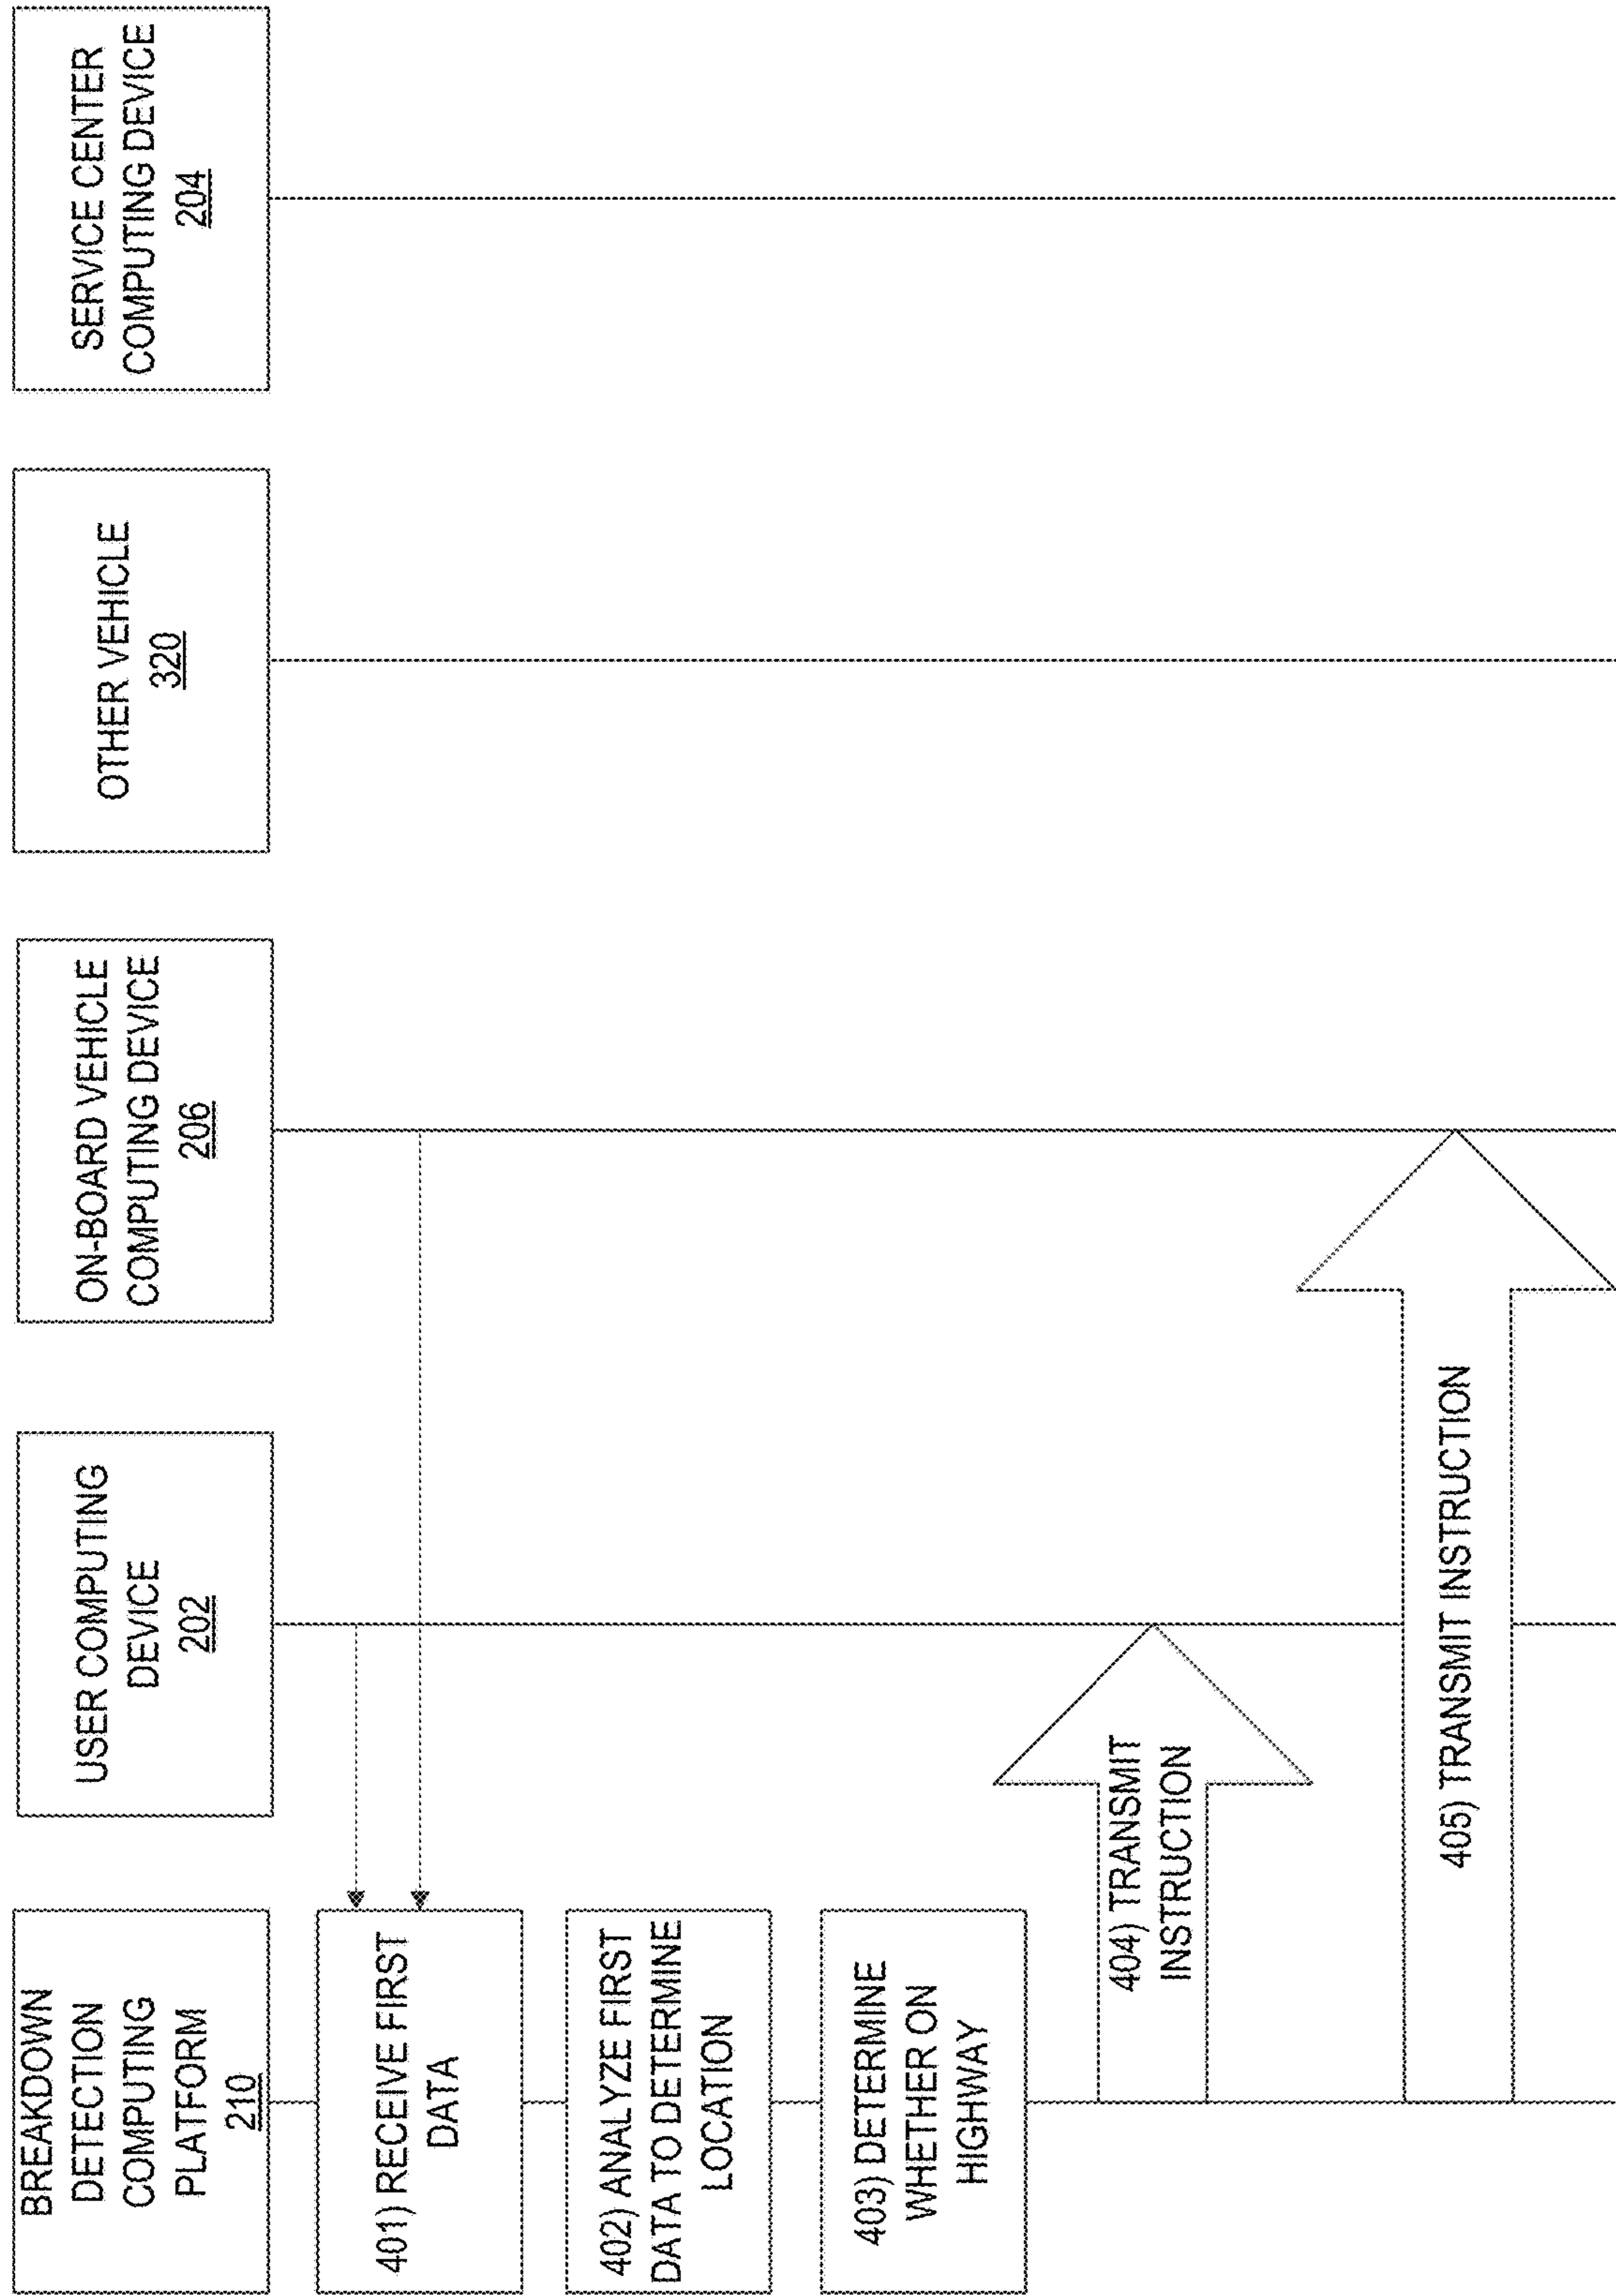 BREAKDOWN
DETECTION
COMPUTING
PLATFORM
210
USER COMPUTING
DEVICE
202
ON-BOARD VEHICLE
COMPUTING DEVICE
206
OTHER VEHICLE
320
SERVICE CENTER
COMPUTING DEVICE
204
401) RECEIVE FIRST
DATA
402) ANALYZE FIRST
DATA TO DETERMINE
LOCATION
403) DETERMINE
WHETHER ON
HIGHWAY
404) TRANSMIT
INSTRUCTION
405) TRANSMIT INSTRUCTION